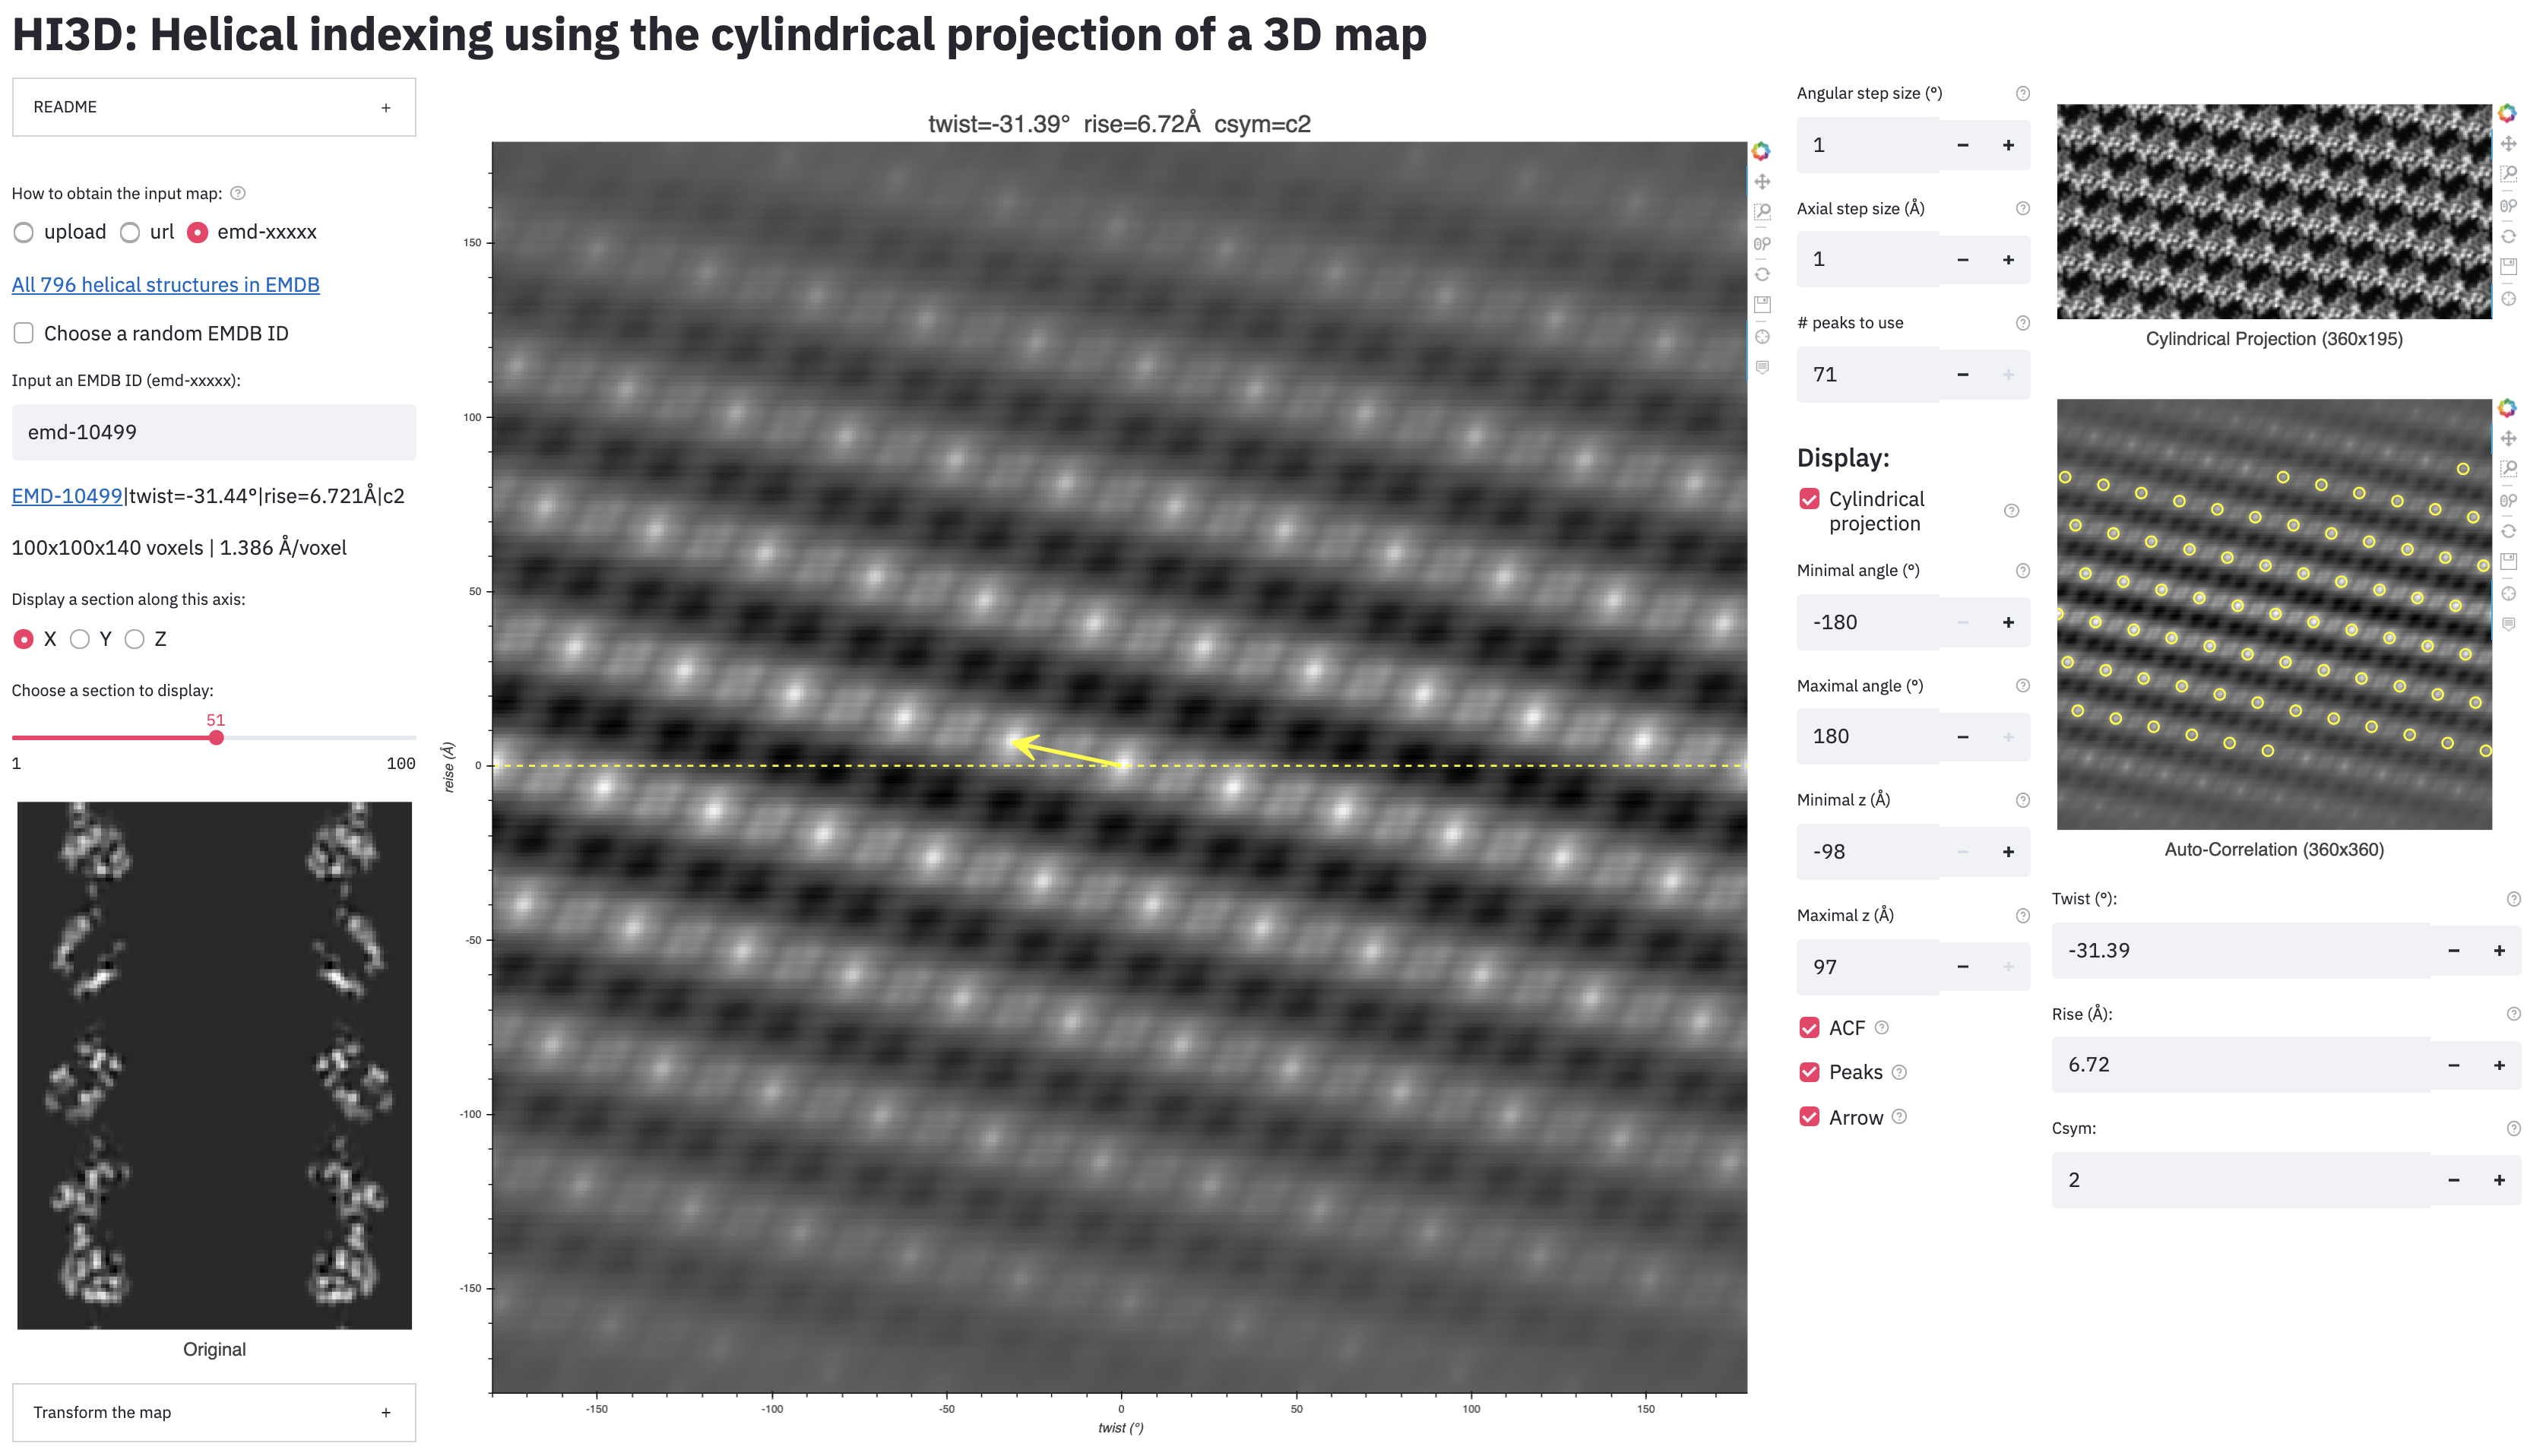 HI3D: Helical indexing using the cylindrical projection of a 3D map
README +
How to obtain the input map:
upload url emd-xxxxx
All 796 helical structures in EMDB
Choose a random EMDB ID
Input an EMDB ID (emd-xxxxx):
emd-10499
EMD-10499|twist=-31.44°|rise=6.721Å|c2
100x100x140 voxels | 1.386 Å/voxel
Display a section along this axis:
X Y Z
Choose a section to display:
51
1 100
Original
Transform the map +
twist=-31.39° rise=6.72Å csym=c2
150
100
50
0
-50
-100
-150
reise (Å)
-150 -100 -50 0 50 100 150
twist (°)
Angular step size (°)
1 - +
Axial step size (Å)
1 - +
# peaks to use
71 - +
Display:
Cylindrical
projection
Minimal angle (°)
-180 - +
Maximal angle (°)
180 - +
Minimal z (Å)
-98 - +
Maximal z (Å)
97 - +
ACF
Peaks
Arrow
Cylindrical Projection (360x195)
Auto-Correlation (360x360)
Twist (°):
-31.39 - +
Rise (Å):
6.72 - +
Csym:
2 - +